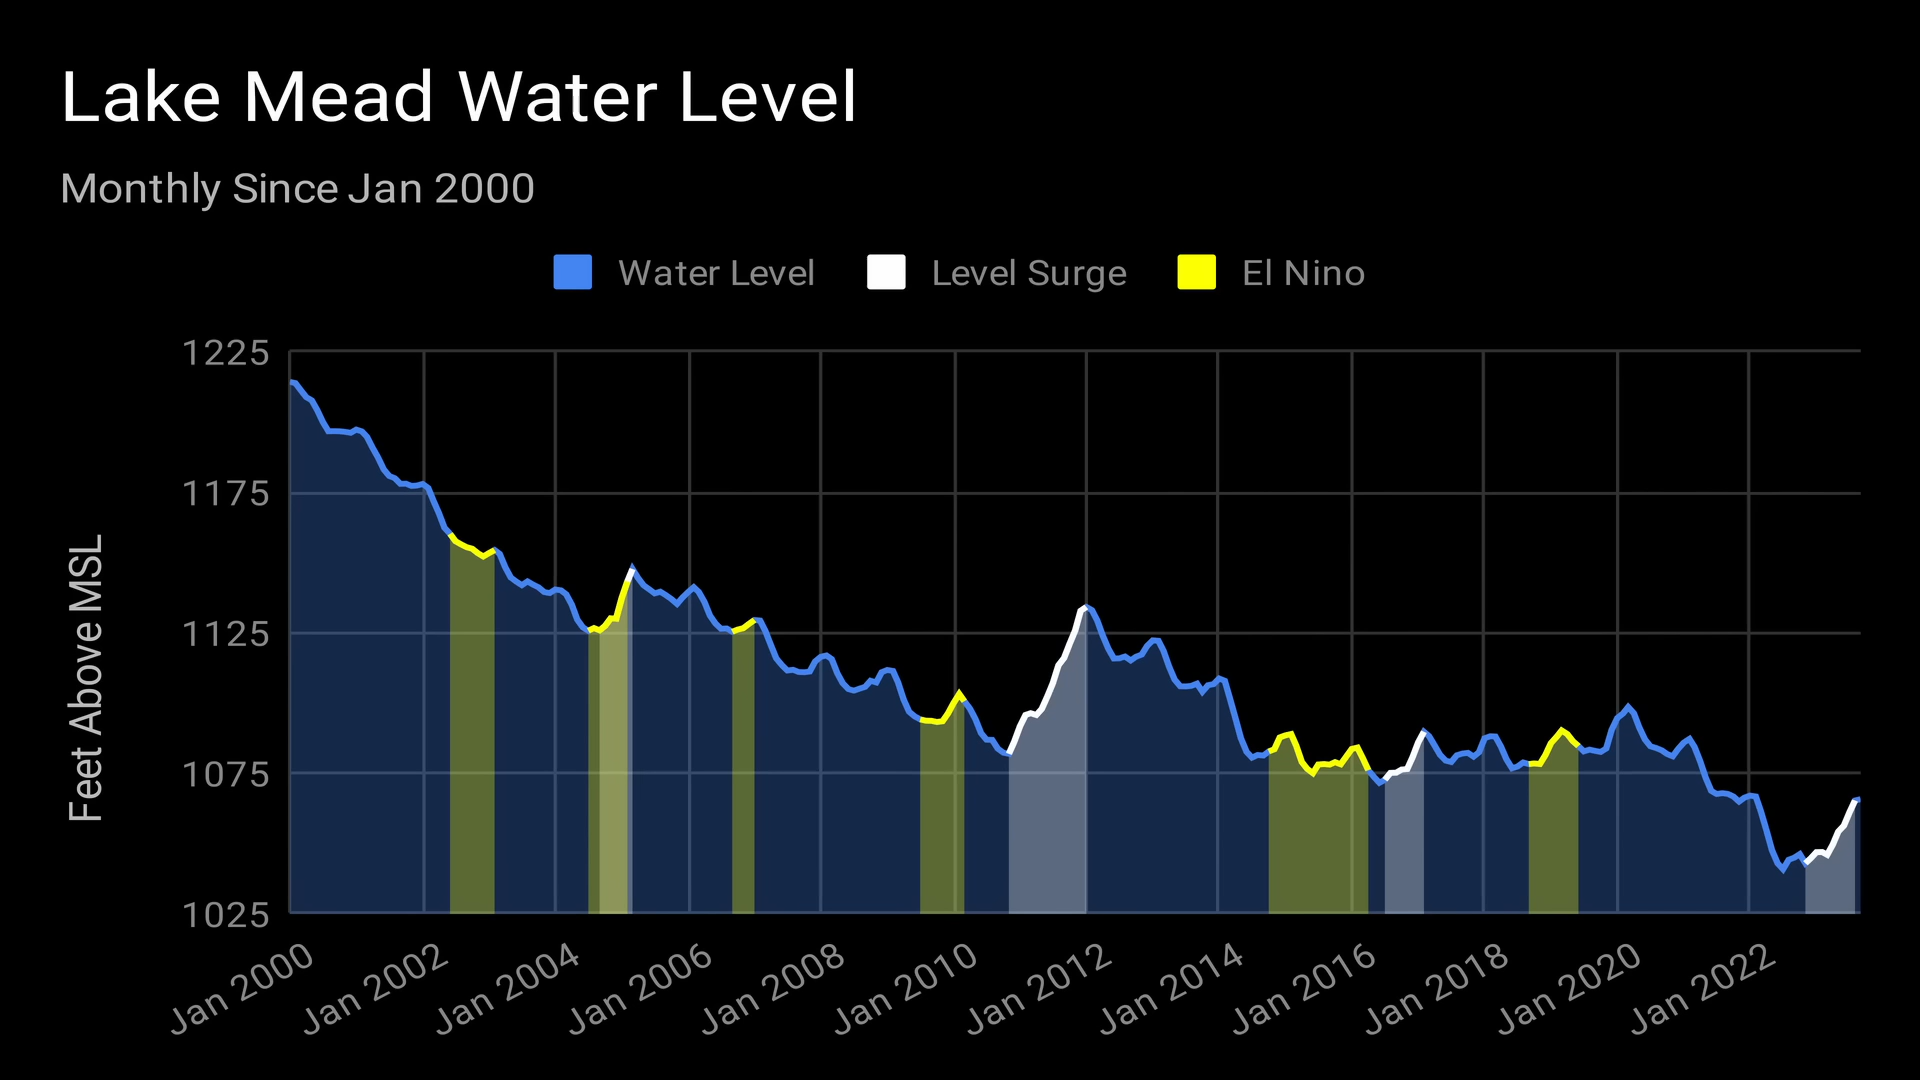 Lake Mead Water Level
Monthly Since Jan 2000
Water Level
Level Surge
El Nino
Feet Above MSL
1225
1175
1125
1075
1025
Jan 2000
Jan 2002
Jan 2004
Jan 2006
Jan 2008
Jan 2010
Jan 2012
Jan 2014
Jan 2016
Jan 2018
Jan 2020
Jan 2022